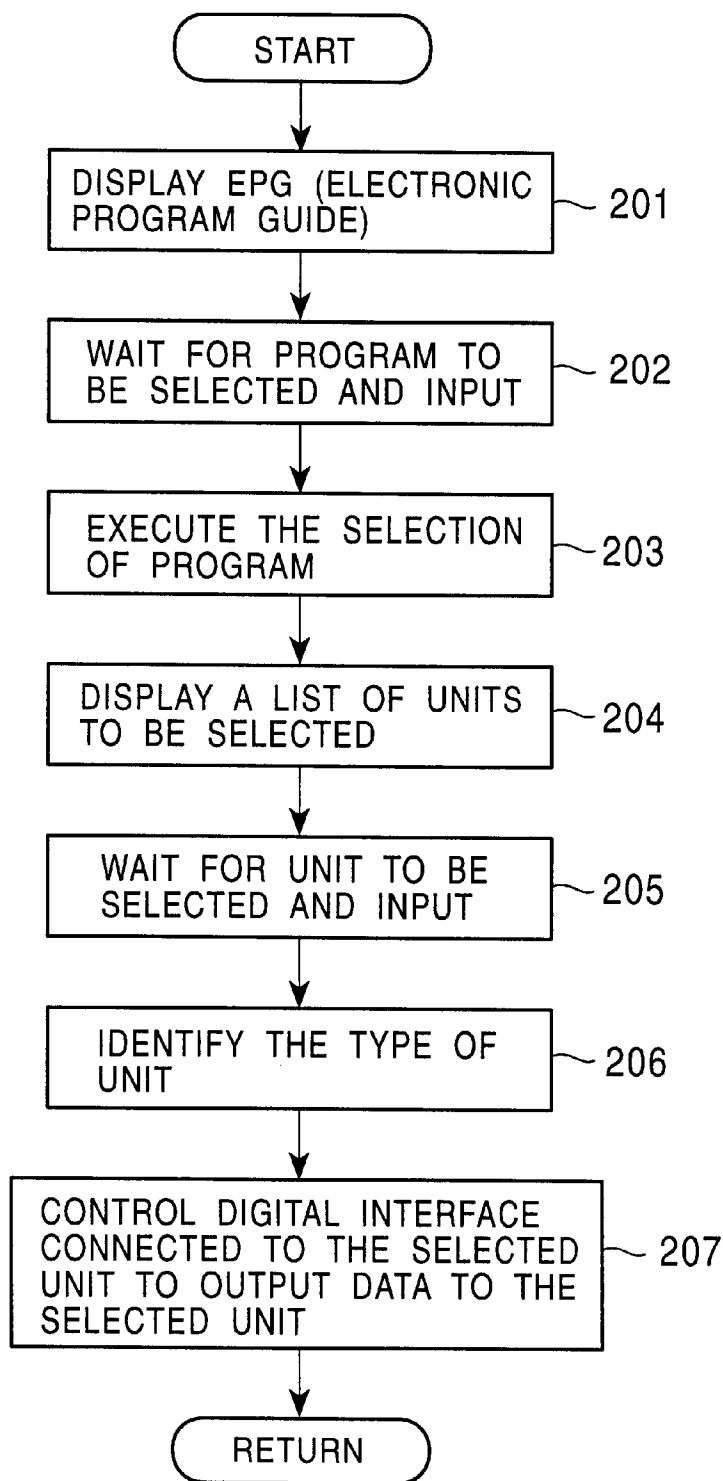 START
DISPLAY EPG (ELECTRONIC
PROGRAM GUIDE)
201
WAIT FOR PROGRAM TO
BE SELECTED AND INPUT
202
EXECUTE THE SELECTION
OF PROGRAM
203
DISPLAY A LIST OF UNITS
TO BE SELECTED
204
WAIT FOR UNIT TO BE
SELECTED AND INPUT
205
IDENTIFY THE TYPE OF
UNIT
206
CONTROL DIGITAL INTERFACE
CONNECTED TO THE SELECTED
UNIT TO OUTPUT DATA TO THE
SELECTED UNIT
207
RETURN